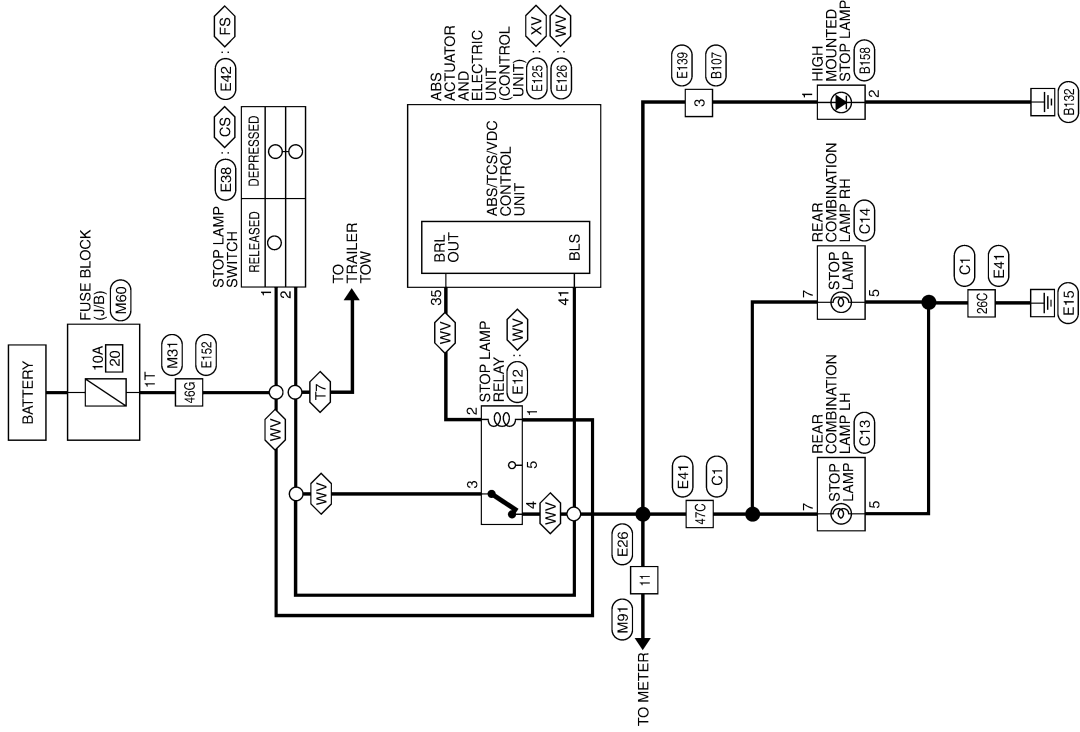 BATTERY
FUSE BLOCK
(J/B)
M60
10A
20
1T
46G
M31
E152
STOP LAMP
SWITCH
E38 : CS
E42 : FS
RELEASED
DEPRESSED
1
2
WV
T7
TO
TRAILER
TOW
WV
ABS
ACTUATOR
AND
ELECTRIC
UNIT
(CONTROL
UNIT)
E125 : XV
E126 : WV
ABS/TCS/VDC
CONTROL
UNIT
BRL
OUT
BLS
35
41
WV
STOP LAMP
RELAY
E12 : WV
2
1
3
5
4
WV
E26
11
M91
TO METER
E41
47C
C1
E139
3
B107
HIGH
MOUNTED
STOP LAMP
B158
1
2
B132
REAR
COMBINATION
LAMP RH
C14
7
STOP
LAMP
5
REAR
COMBINATION
LAMP LH
C13
7
STOP
LAMP
5
C1
26C
E41
E15